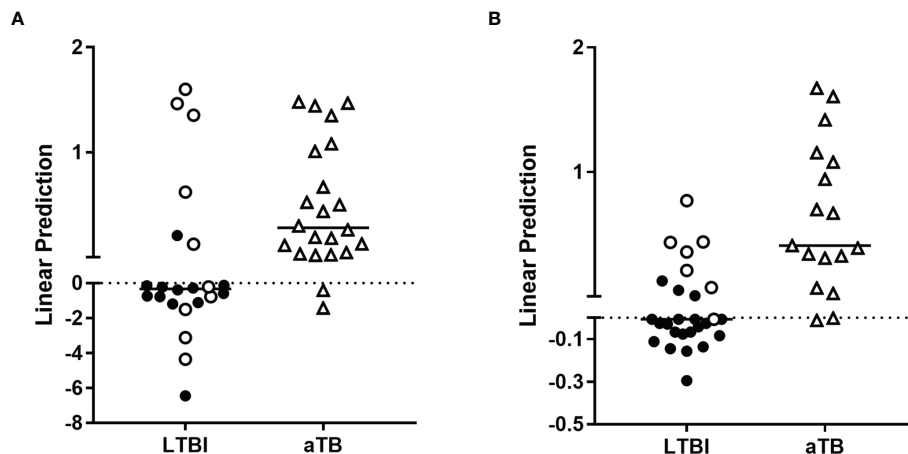 A
Linear Prediction
2
1
0
-2
-4
-6
-8
LTBI
aTB
B
Linear Prediction
2
1
-0.1
-0.3
-0.5
LTBI
aTB